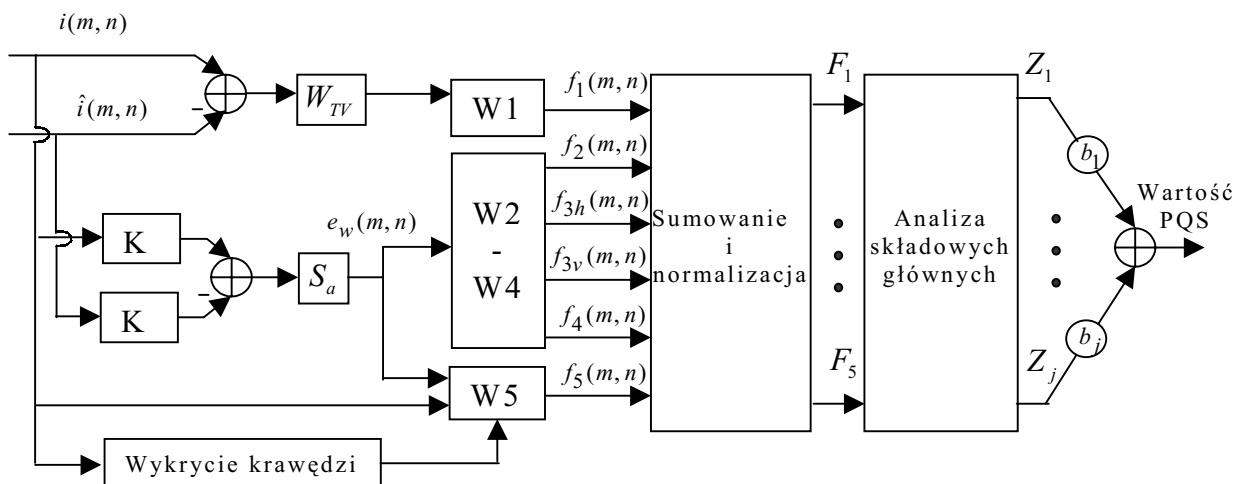 i(m,n)
î(m,n)
-
W_TV
W1
K
K
-
S_a
e_w(m,n)
W2
-
W4
W5
Wykrycie krawędzi
f_1(m,n)
f_2(m,n)
f_3h(m,n)
f_3v(m,n)
f_4(m,n)
f_5(m,n)
Sumowanie
i
normalizacja
F_1
F_5
Analiza
składowych
głównych
Z_1
Z_j
b_1
b_j
Wartość
PQS